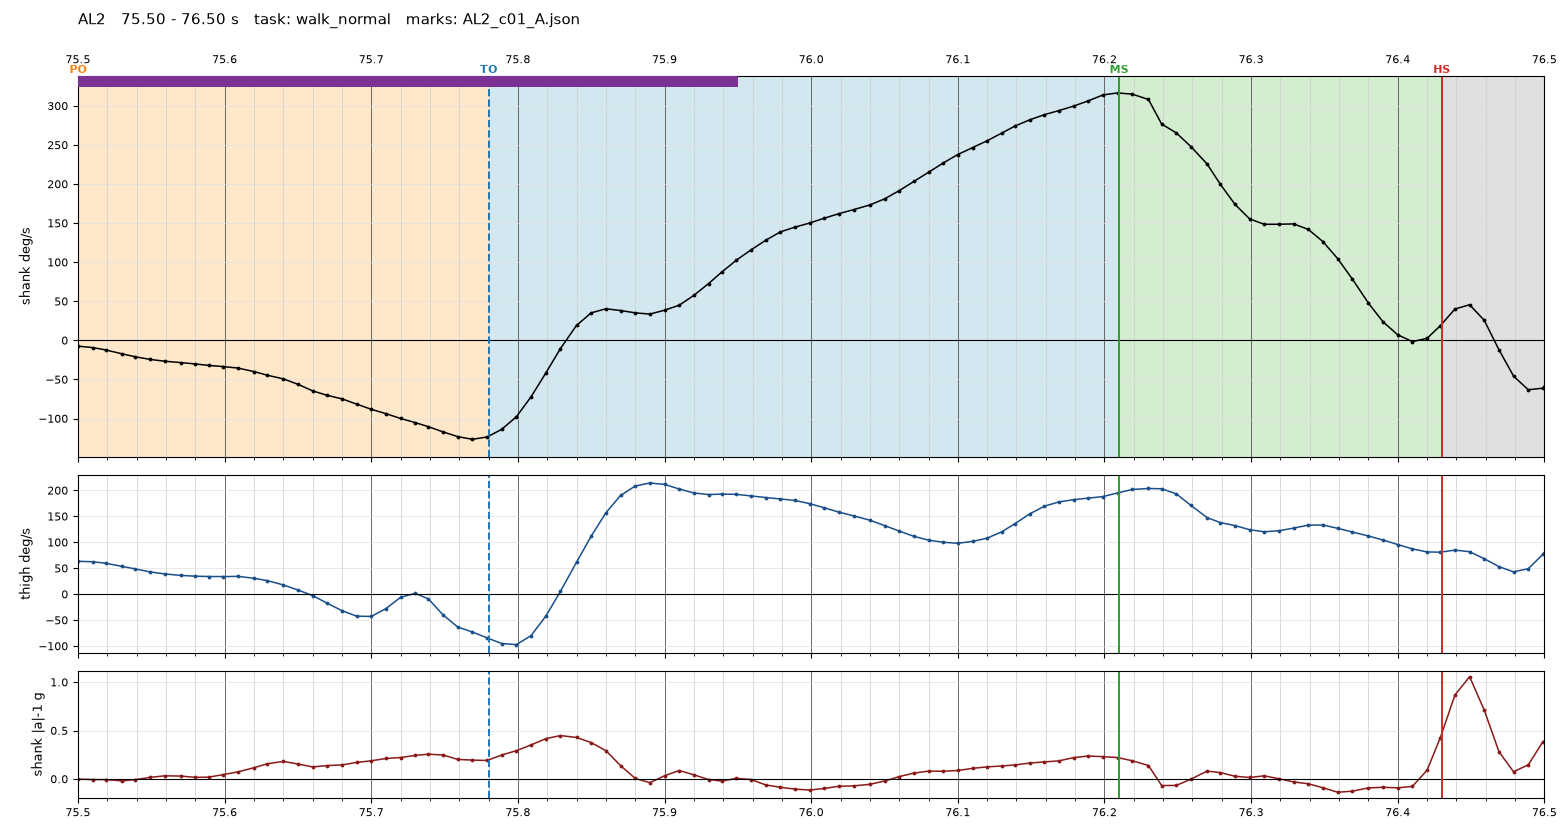 AL2   75.50 - 76.50 s   task: walk_normal   marks: AL2_c01_A.json
75.5 75.6 75.7 75.8 75.9 76.0 76.1 76.2 76.3 76.4 76.5
PO TO MS HS
shank deg/s
300
250
200
150
100
50
0
−50
−100
thigh deg/s
200
150
100
50
0
−50
−100
shank |a|-1 g
1.0
0.5
0.0
75.5 75.6 75.7 75.8 75.9 76.0 76.1 76.2 76.3 76.4 76.5